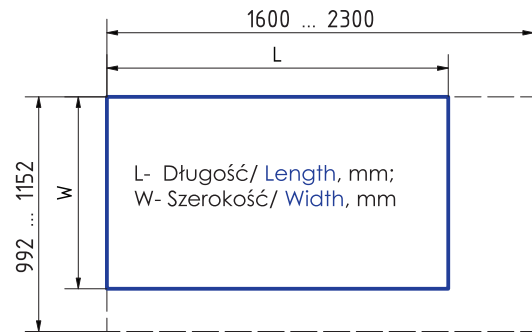 1600 ... 2300
L
992 ... 1152
W
L- Długość/ Length, mm;
W- Szerokość/ Width, mm